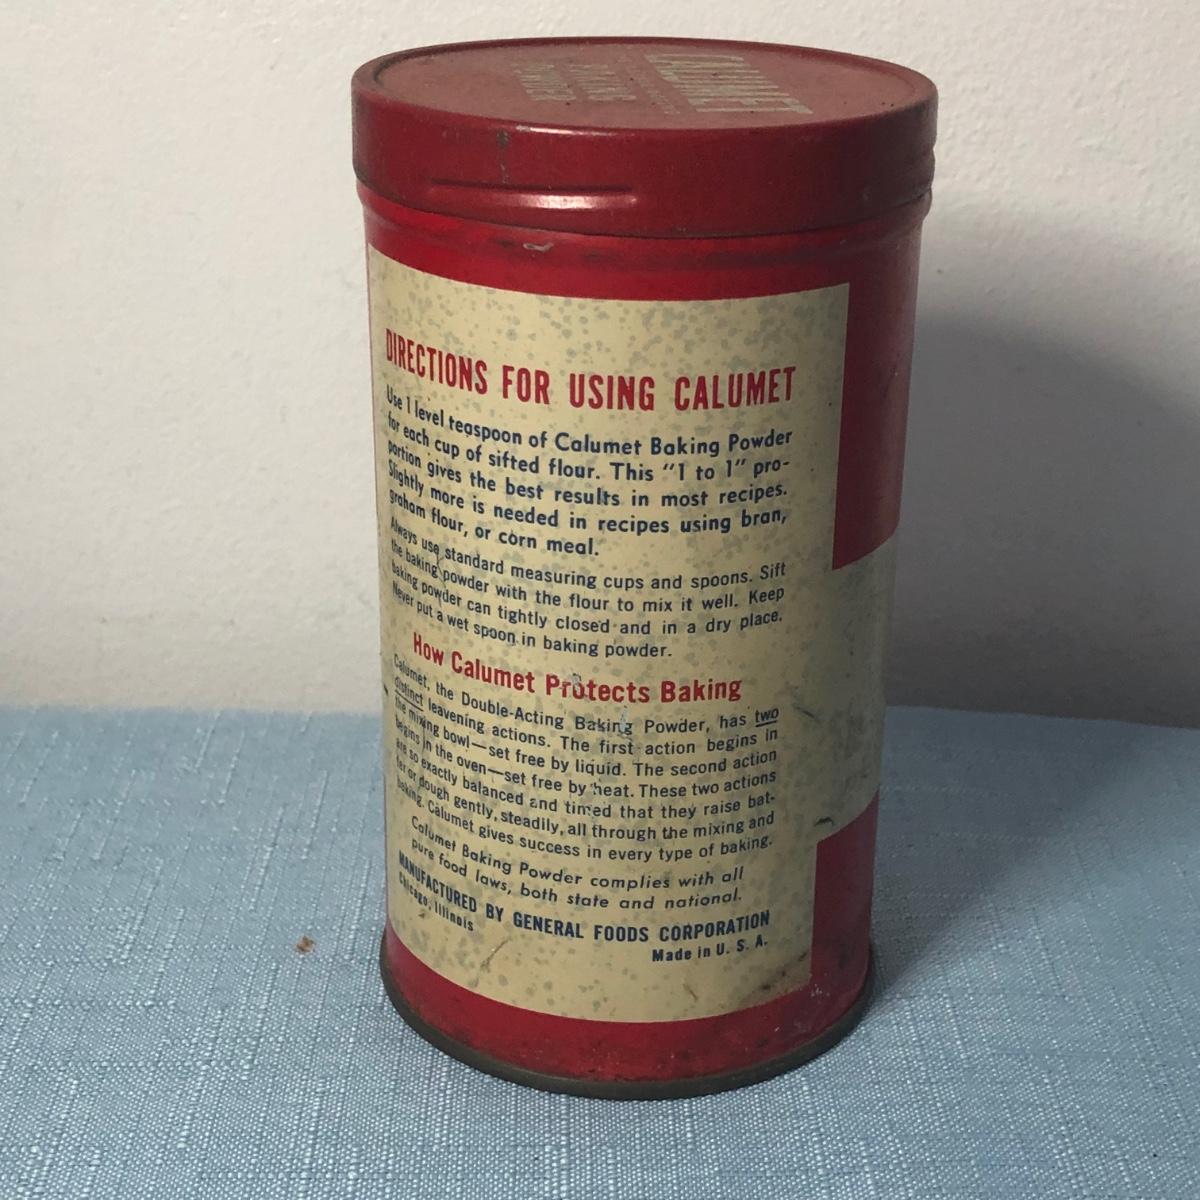 CALUMET
BAKING
POWDER
DIRECTIONS FOR USING CALUMET
Use 1 level teaspoon of Calumet Baking Powder
for each cup of sifted flour. This "1 to 1" pro-
portion gives the best results in most recipes.
Slightly more is needed in recipes using bran,
graham flour, or corn meal.
Always use standard measuring cups and spoons. Sift
the baking powder with the flour to mix it well. Keep
baking powder can tightly closed and in a dry place.
Never put a wet spoon in baking powder.
How Calumet Protects Baking
Calumet, the Double-Acting Baking Powder, has two
distinct leavening actions. The first action begins in
the mixing bowl—set free by liquid. The second action
begins in the oven—set free by heat. These two actions
are so exactly balanced and timed that they raise bat-
ter or dough gently, steadily, all through the mixing and
baking. Calumet gives success in every type of baking.
Calumet Baking Powder complies with all
pure food laws, both state and national.
MANUFACTURED BY GENERAL FOODS CORPORATION
Chicago, Illinois
Made in U. S. A.